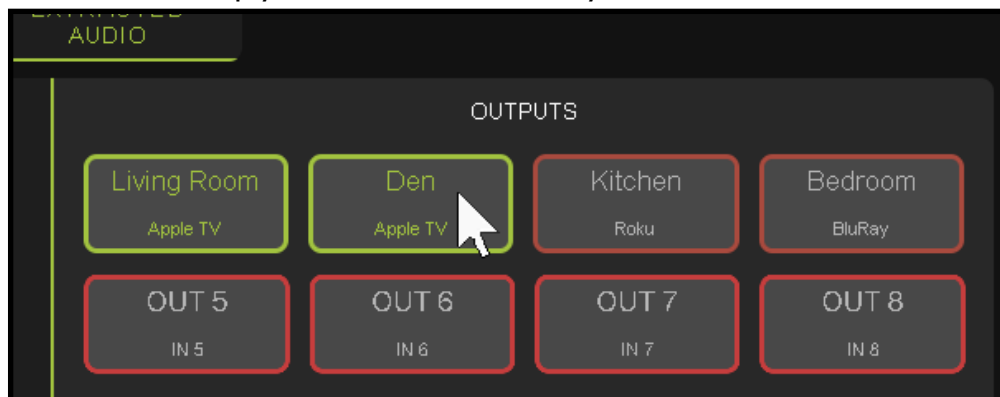 AUDIO
OUTPUTS
Living Room
Apple TV
Den
Apple TV
Kitchen
Roku
Bedroom
BluRay
OUT 5
IN 5
OUT 6
IN 6
OUT 7
IN 7
OUT 8
IN 8